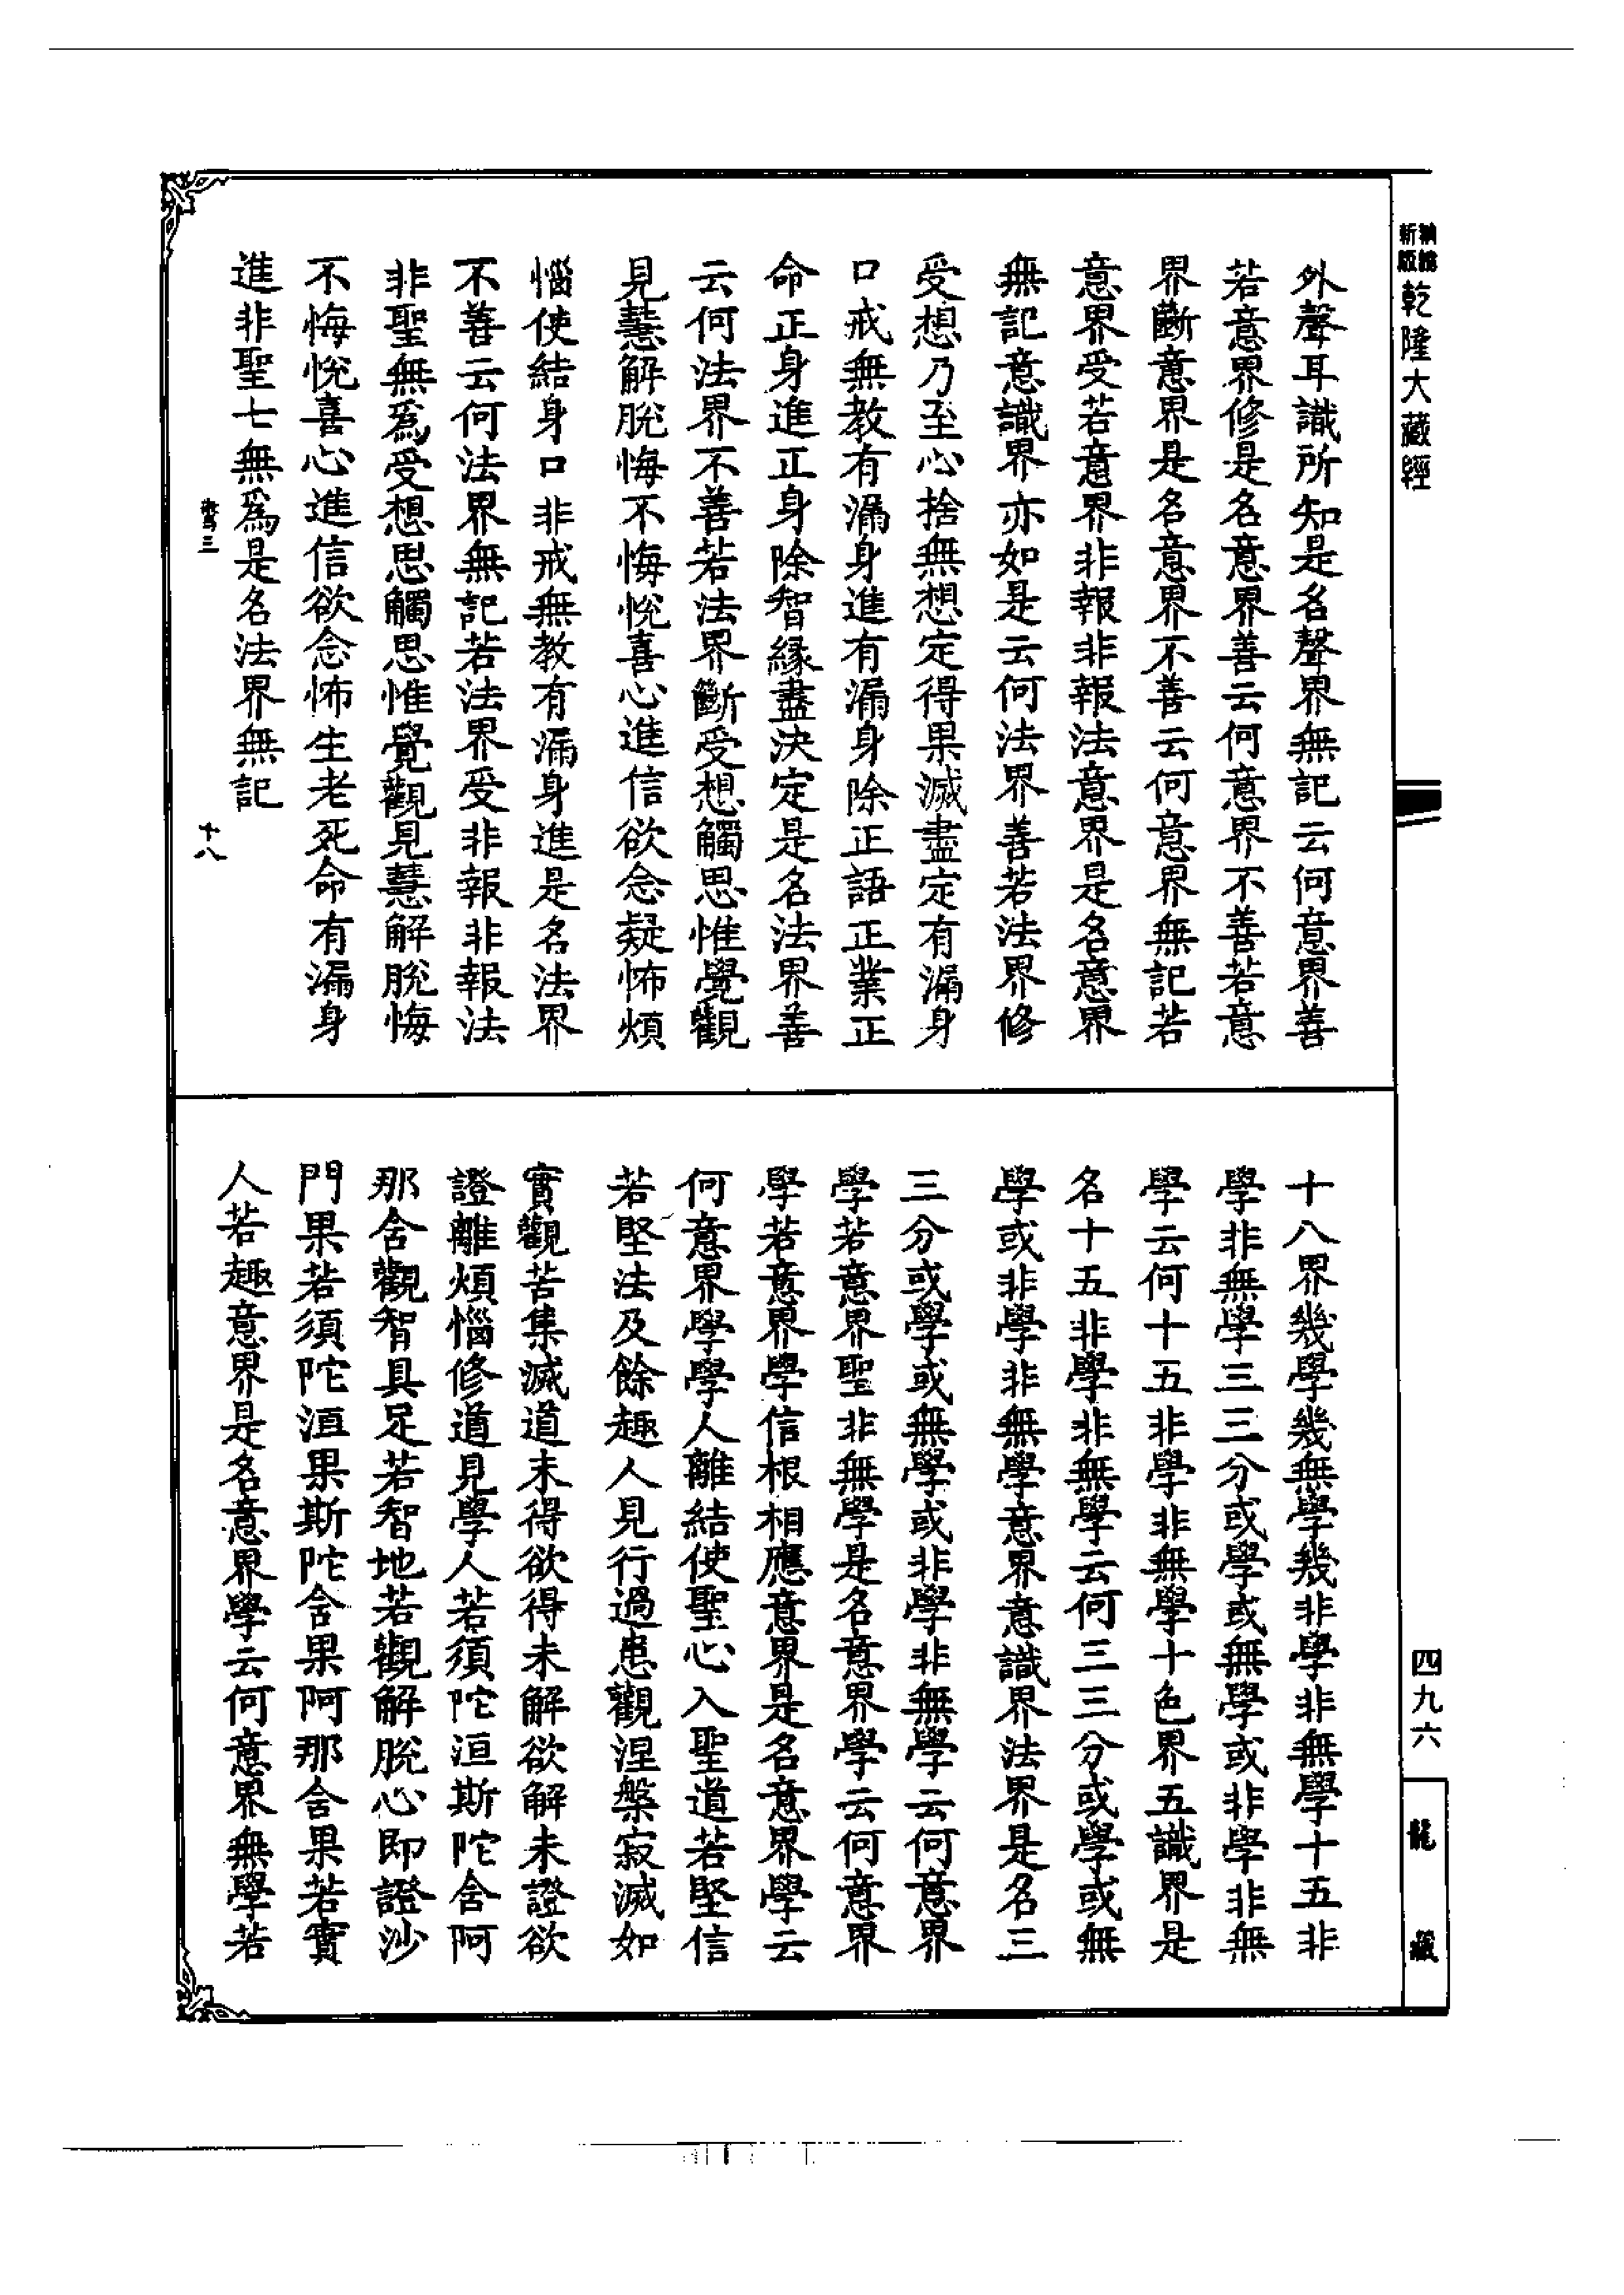 乾隆大藏經
外聲耳識所知是名聲界無記云何意界善
若意界修是名意界善云何意界不善若意
界斷意界是名意界不善云何意界無記若
意界受若意界非報非報法意界是名意界
無記意識界亦如是云何法界善若法界修
受想乃至心捨無想定得果滅盡定有漏身
口戒無教有漏身進有漏身除正語正業正
命正身進正身除智緣盡決定是名法界善
云何法界不善若法界斷受想觸思惟覺觀
見慧解脫悔不悔悅喜心進信欲念疑怖煩
惱使結身口非戒無教有漏身進是名法界
不善云何法界無記若法界受非報非報法
非聖無為受想思觸思惟覺觀見慧解脫悔
不悔悅喜心進信欲念怖生老死命有漏身
進非聖七無為是名法界無記
十八
十八界幾學幾無學幾非學非無學十五非
學非無學三三分或學或無學或非學非無
學云何十五非學非無學十色界五識界是
名十五非學非無學云何三三分或學或無
學或非學非無學意界意識界法界是名三
三分或學或無學或非學非無學云何意界
學若意界聖非無學是名意界學云何意界
學若意界學信根相應意界是名意界學云
何意界學學人離結使聖心入聖道若堅信
若堅法及餘趣人見行過患觀涅槃寂滅如
實觀苦集滅道未得欲得未解欲解未證欲
證離煩惱修道見學人若須陀洹斯陀含阿
那含觀智具足若智地若觀解脫心即證沙
門果若須陀洹果斯陀含果阿那含果若實
人若趣意界是名意界學云何意界無學若
四九六
龍藏